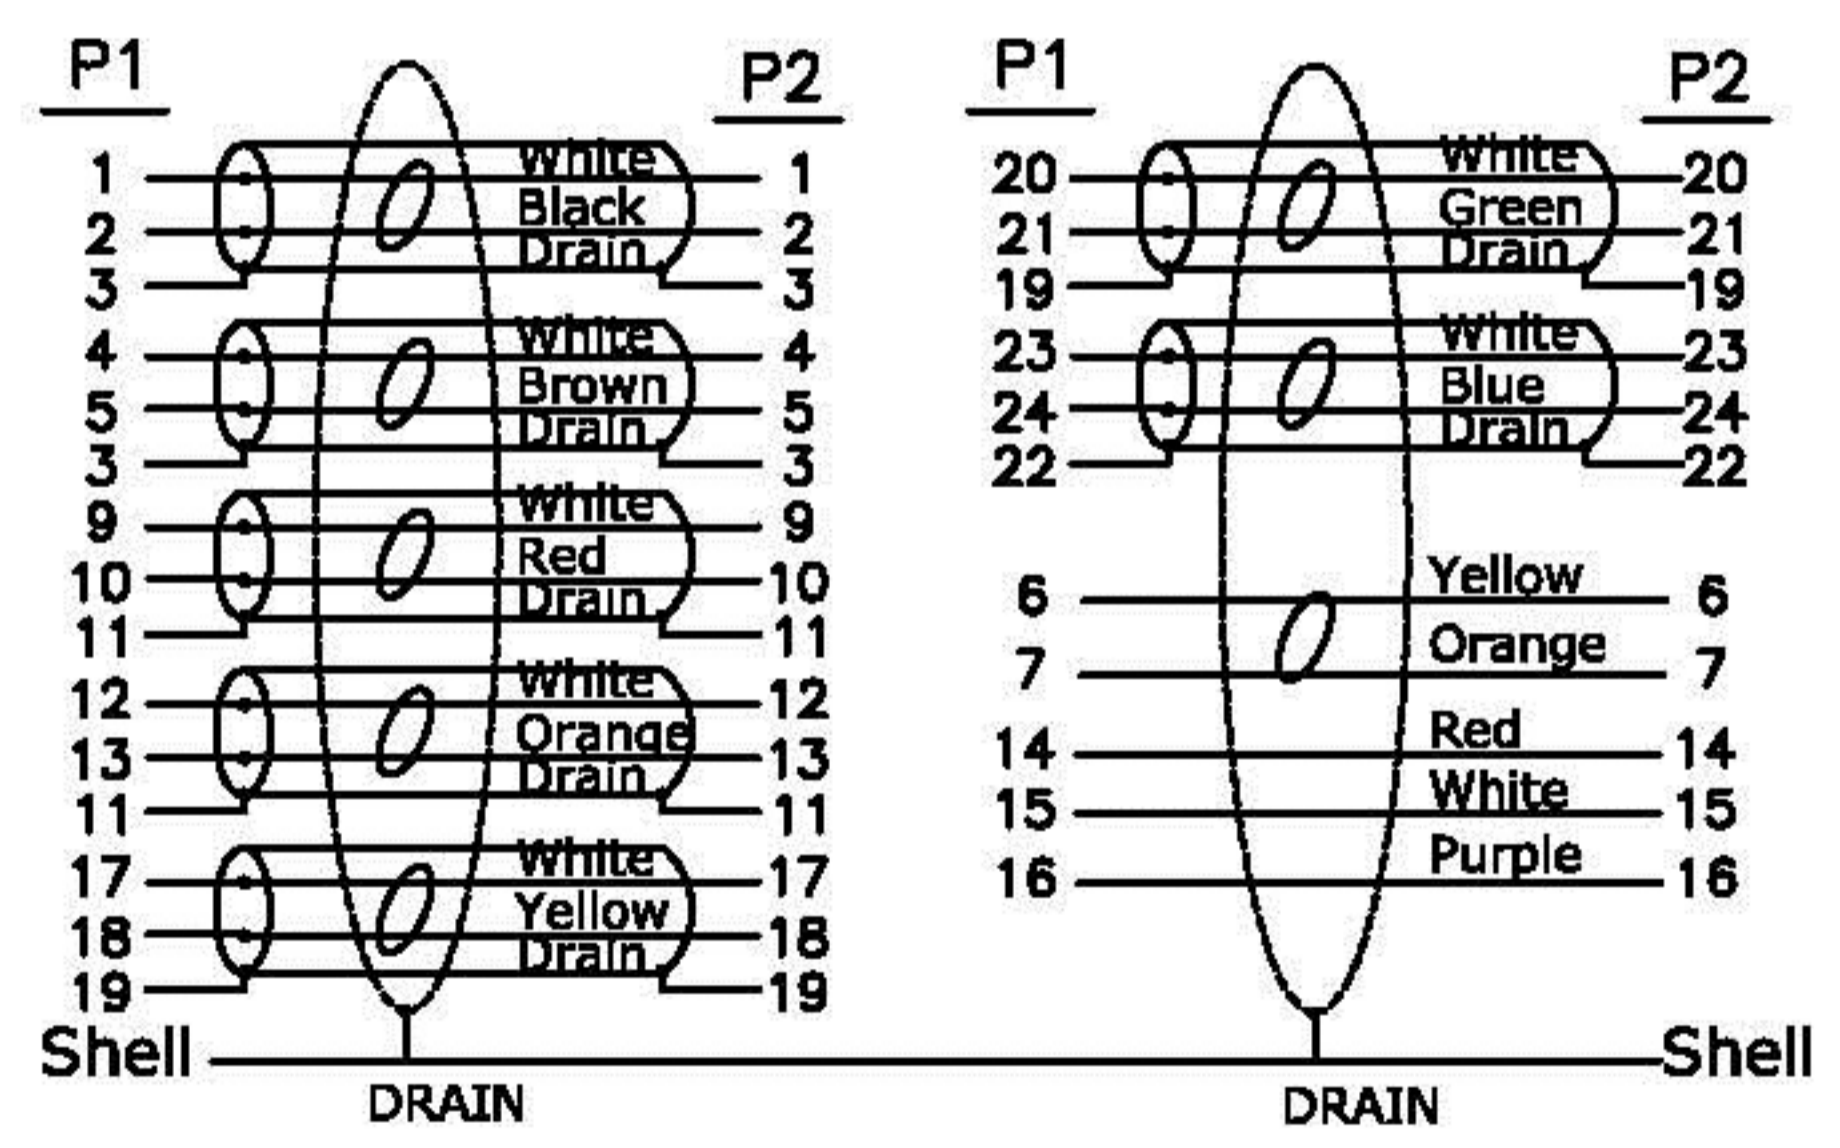 P1 P2
1 White 1
2 Black 2
3 Drain 3
4 White 4
5 Brown 5
3 Drain 3
9 White 9
10 Red 10
11 Drain 11
12 White 12
13 Orange 13
11 Drain 11
17 White 17
18 Yellow 18
19 Drain 19
P1 P2
20 White 20
21 Green 21
19 Drain 19
23 White 23
24 Blue 24
22 Drain 22
6 Yellow 6
7 Orange 7
14 Red 14
15 White 15
16 Purple 16
Shell Shell
DRAIN DRAIN